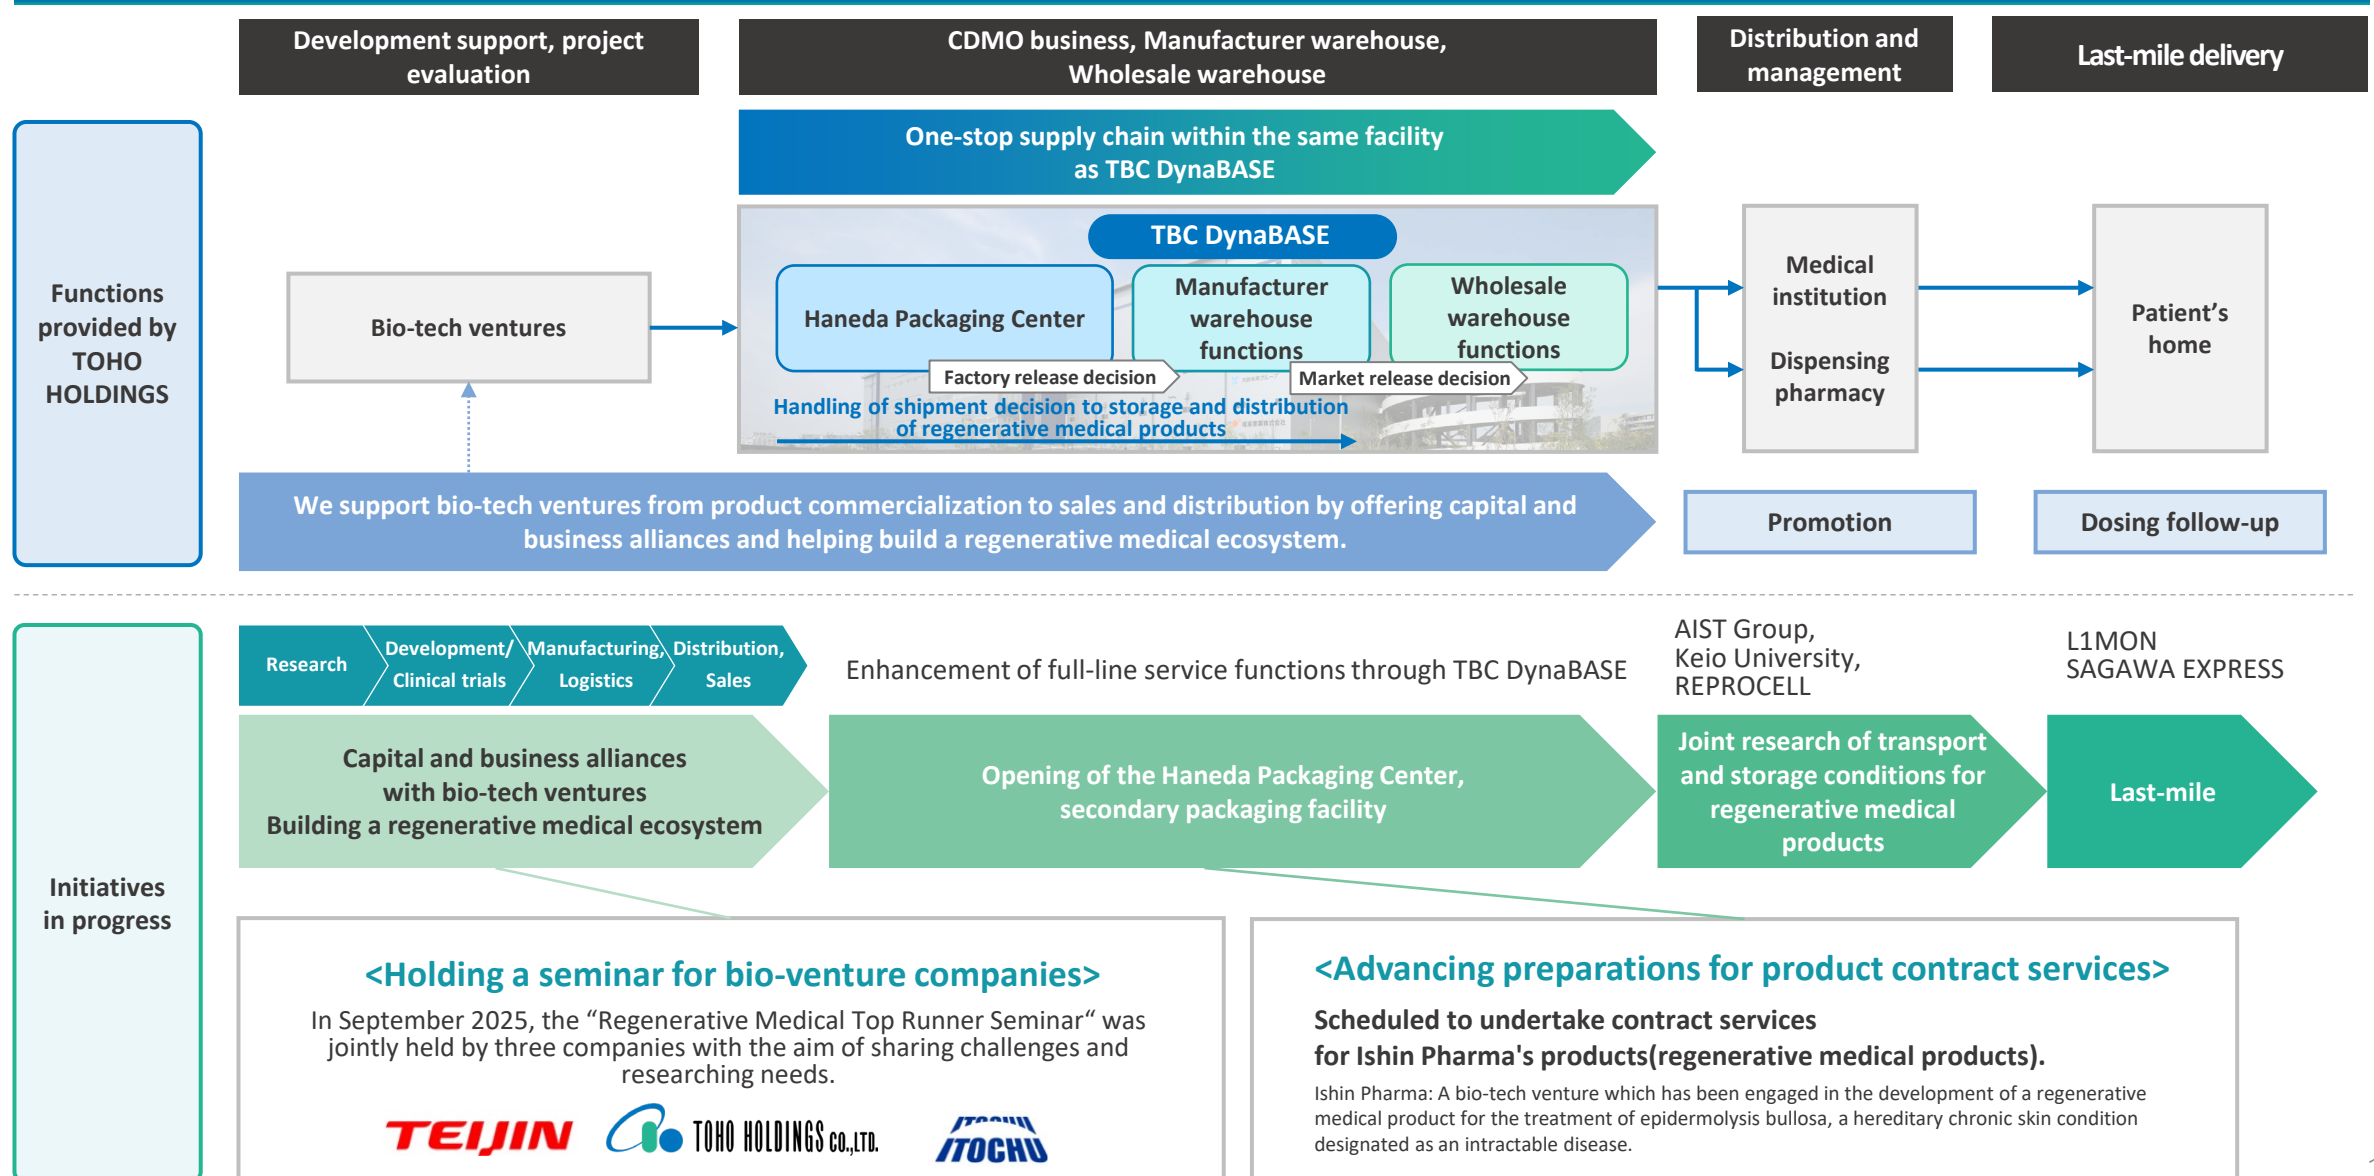 Development support, project
evaluation
CDMO business, Manufacturer warehouse,
Wholesale warehouse
Distribution and
management
Last-mile delivery
Functions
provided by
TOHO
HOLDINGS
One-stop supply chain within the same facility
as TBC DynaBASE
Bio-tech ventures
TBC DynaBASE
Haneda Packaging Center
Manufacturer
warehouse
functions
Wholesale
warehouse
functions
Factory release decision
Market release decision
Handling of shipment decision to storage and distribution
of regenerative medical products
Medical
institution
Dispensing
pharmacy
Patient’s
home
We support bio-tech ventures from product commercialization to sales and distribution by offering capital and
business alliances and helping build a regenerative medical ecosystem.
Promotion
Dosing follow-up
Initiatives
in progress
Research
Development/
Clinical trials
Manufacturing,
Logistics
Distribution,
Sales
Enhancement of full-line service functions through TBC DynaBASE
AIST Group,
Keio University,
REPROCELL
L1MON
SAGAWA EXPRESS
Capital and business alliances
with bio-tech ventures
Building a regenerative medical ecosystem
Opening of the Haneda Packaging Center,
secondary packaging facility
Joint research of transport
and storage conditions for
regenerative medical
products
Last-mile
<Holding a seminar for bio-venture companies>
In September 2025, the “Regenerative Medical Top Runner Seminar“ was
jointly held by three companies with the aim of sharing challenges and
researching needs.
TEIJIN
TOHO HOLDINGS CO.,LTD.
ITOCHU
<Advancing preparations for product contract services>
Scheduled to undertake contract services
for Ishin Pharma's products(regenerative medical products).
Ishin Pharma: A bio-tech venture which has been engaged in the development of a regenerative
medical product for the treatment of epidermolysis bullosa, a hereditary chronic skin condition
designated as an intractable disease.